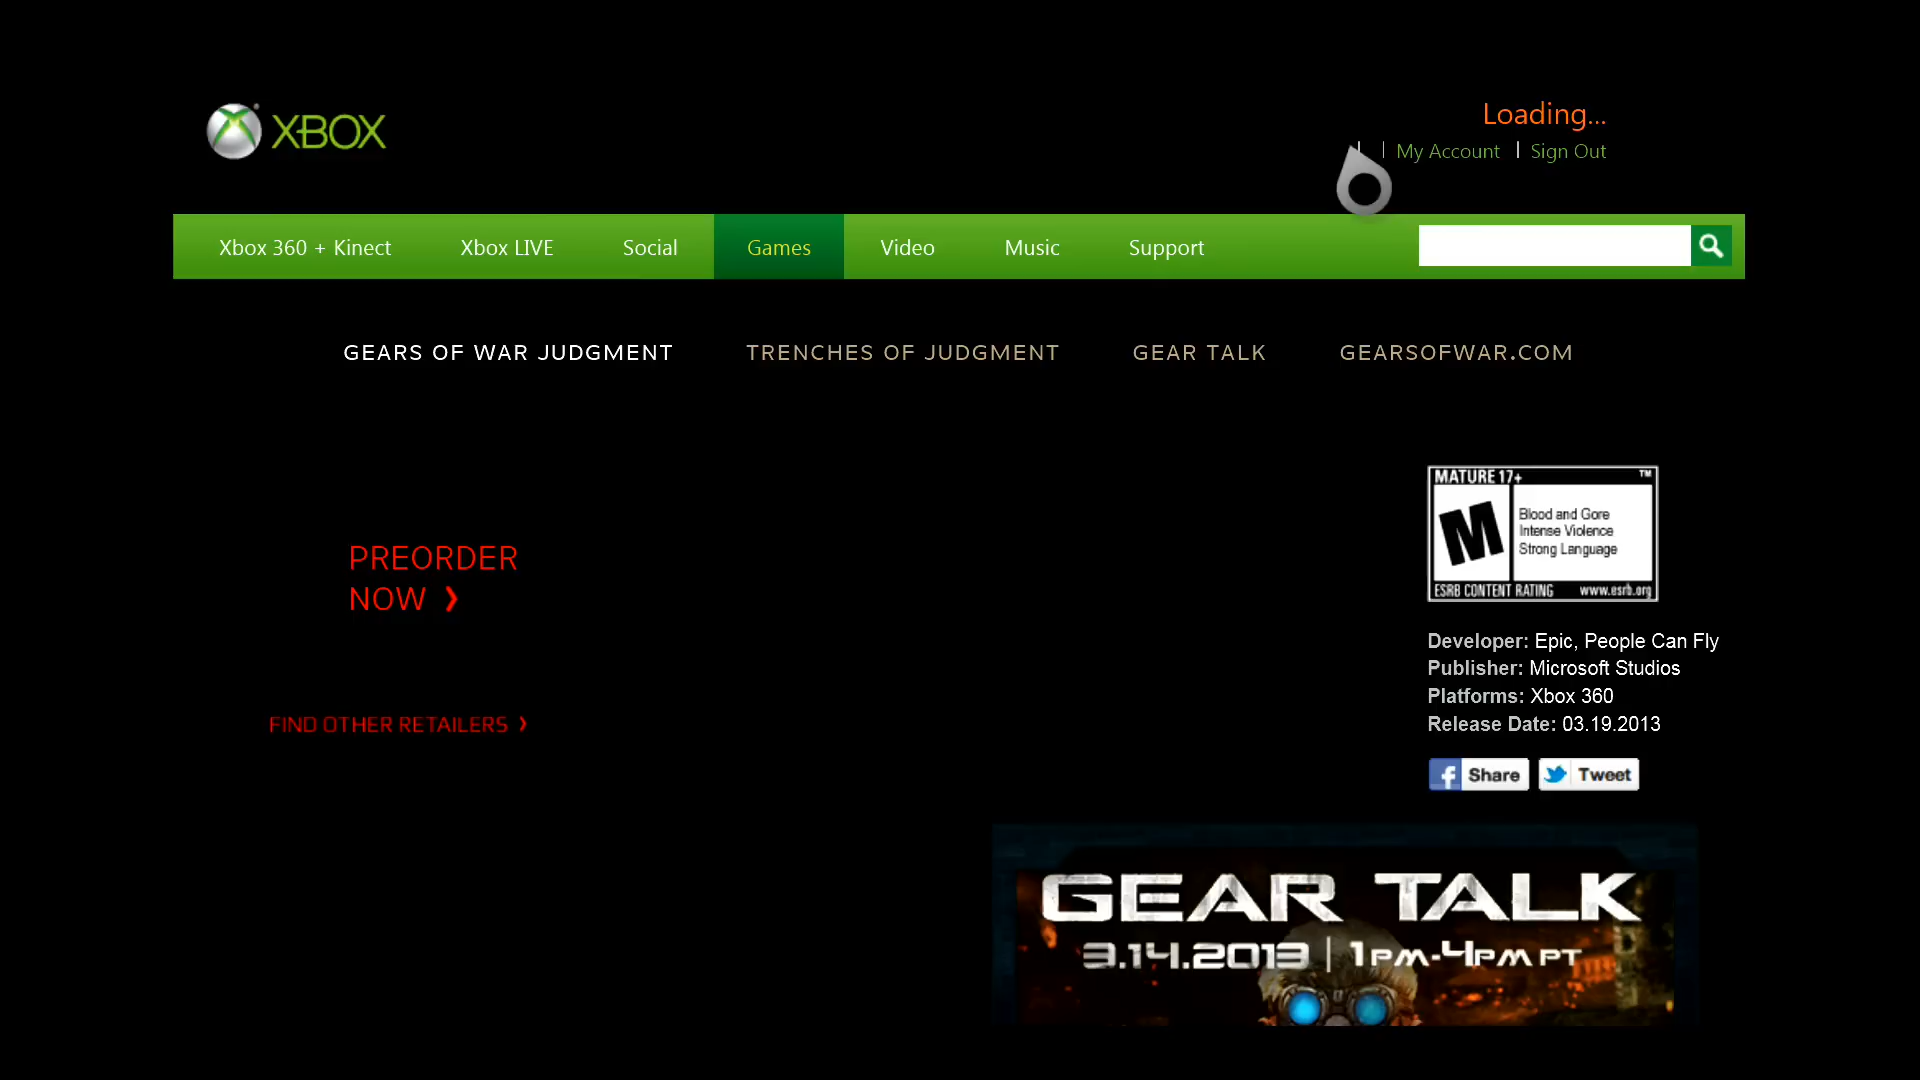 XBOX
Loading...
My Account | Sign Out
Xbox 360 + Kinect
Xbox LIVE
Social
Games
Video
Music
Support
GEARS OF WAR JUDGMENT
TRENCHES OF JUDGMENT
GEAR TALK
GEARSOFWAR.COM
MATURE 17+ ™
M
Blood and Gore
Intense Violence
Strong Language
ESRB CONTENT RATING www.esrb.org
PREORDER
NOW ❯
FIND OTHER RETAILERS ❯
Developer: Epic, People Can Fly
Publisher: Microsoft Studios
Platforms: Xbox 360
Release Date: 03.19.2013
f Share
Tweet
GEAR TALK
3.14.2013 | 1PM-4PM PT